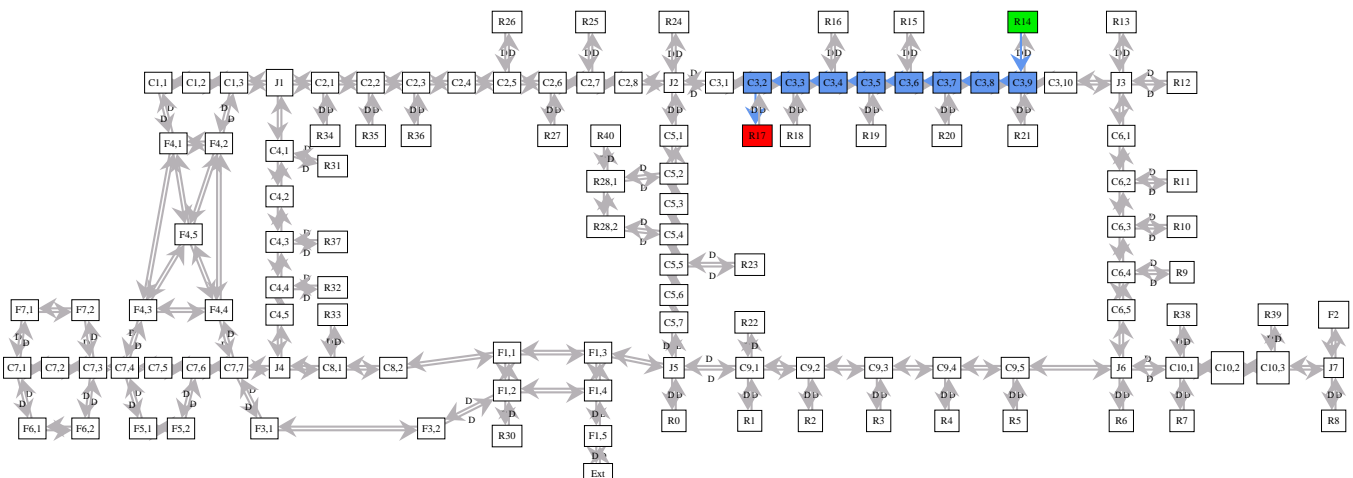 R26 R25 R24 R16 R15 R14 R13
D D D D D D D D D D D D D D
C1,1 C1,2 C1,3 J1 C2,1 C2,2 C2,3 C2,4 C2,5 C2,6 C2,7 C2,8 J2 C3,1 C3,2 C3,3 C3,4 C3,5 C3,6 C3,7 C3,8 C3,9 C3,10 J3 D D R12
D D D D D D D D D D D D D D D D D D D D D D D D
R34 R35 R36 R27 R40 C5,1 R17 R18 R19 R20 R21 C6,1
F4,1 F4,2 C4,1 D D R31 D
R28,1 D D C5,2 C6,2 D D R11
C4,2 C5,3
R28,2 D D C5,4 C6,3 D D R10
F4,5 C4,3 D D R37
C5,5 D D R23 C6,4 D D R9
C4,4 D D R32 C5,6
F7,1 F7,2 F4,3 F4,4 C4,5 R33 C5,7 R22 C6,5 R38 R39 F2
D D D D D D D D D D D D D D D
C7,1 C7,2 C7,3 C7,4 C7,5 C7,6 C7,7 J4 C8,1 C8,2 F1,1 F1,3 J5 D D C9,1 C9,2 C9,3 C9,4 C9,5 J6 D D C10,1 C10,2 C10,3 J7
F1,2 F1,4
D D D D D D D D D D D D D D D D D D D D D D D D D D D D
F6,1 F6,2 F5,1 F5,2 F3,1 F3,2 R30 F1,5 R0 R1 R2 R3 R4 R5 R6 R7 R8
D D
Ext